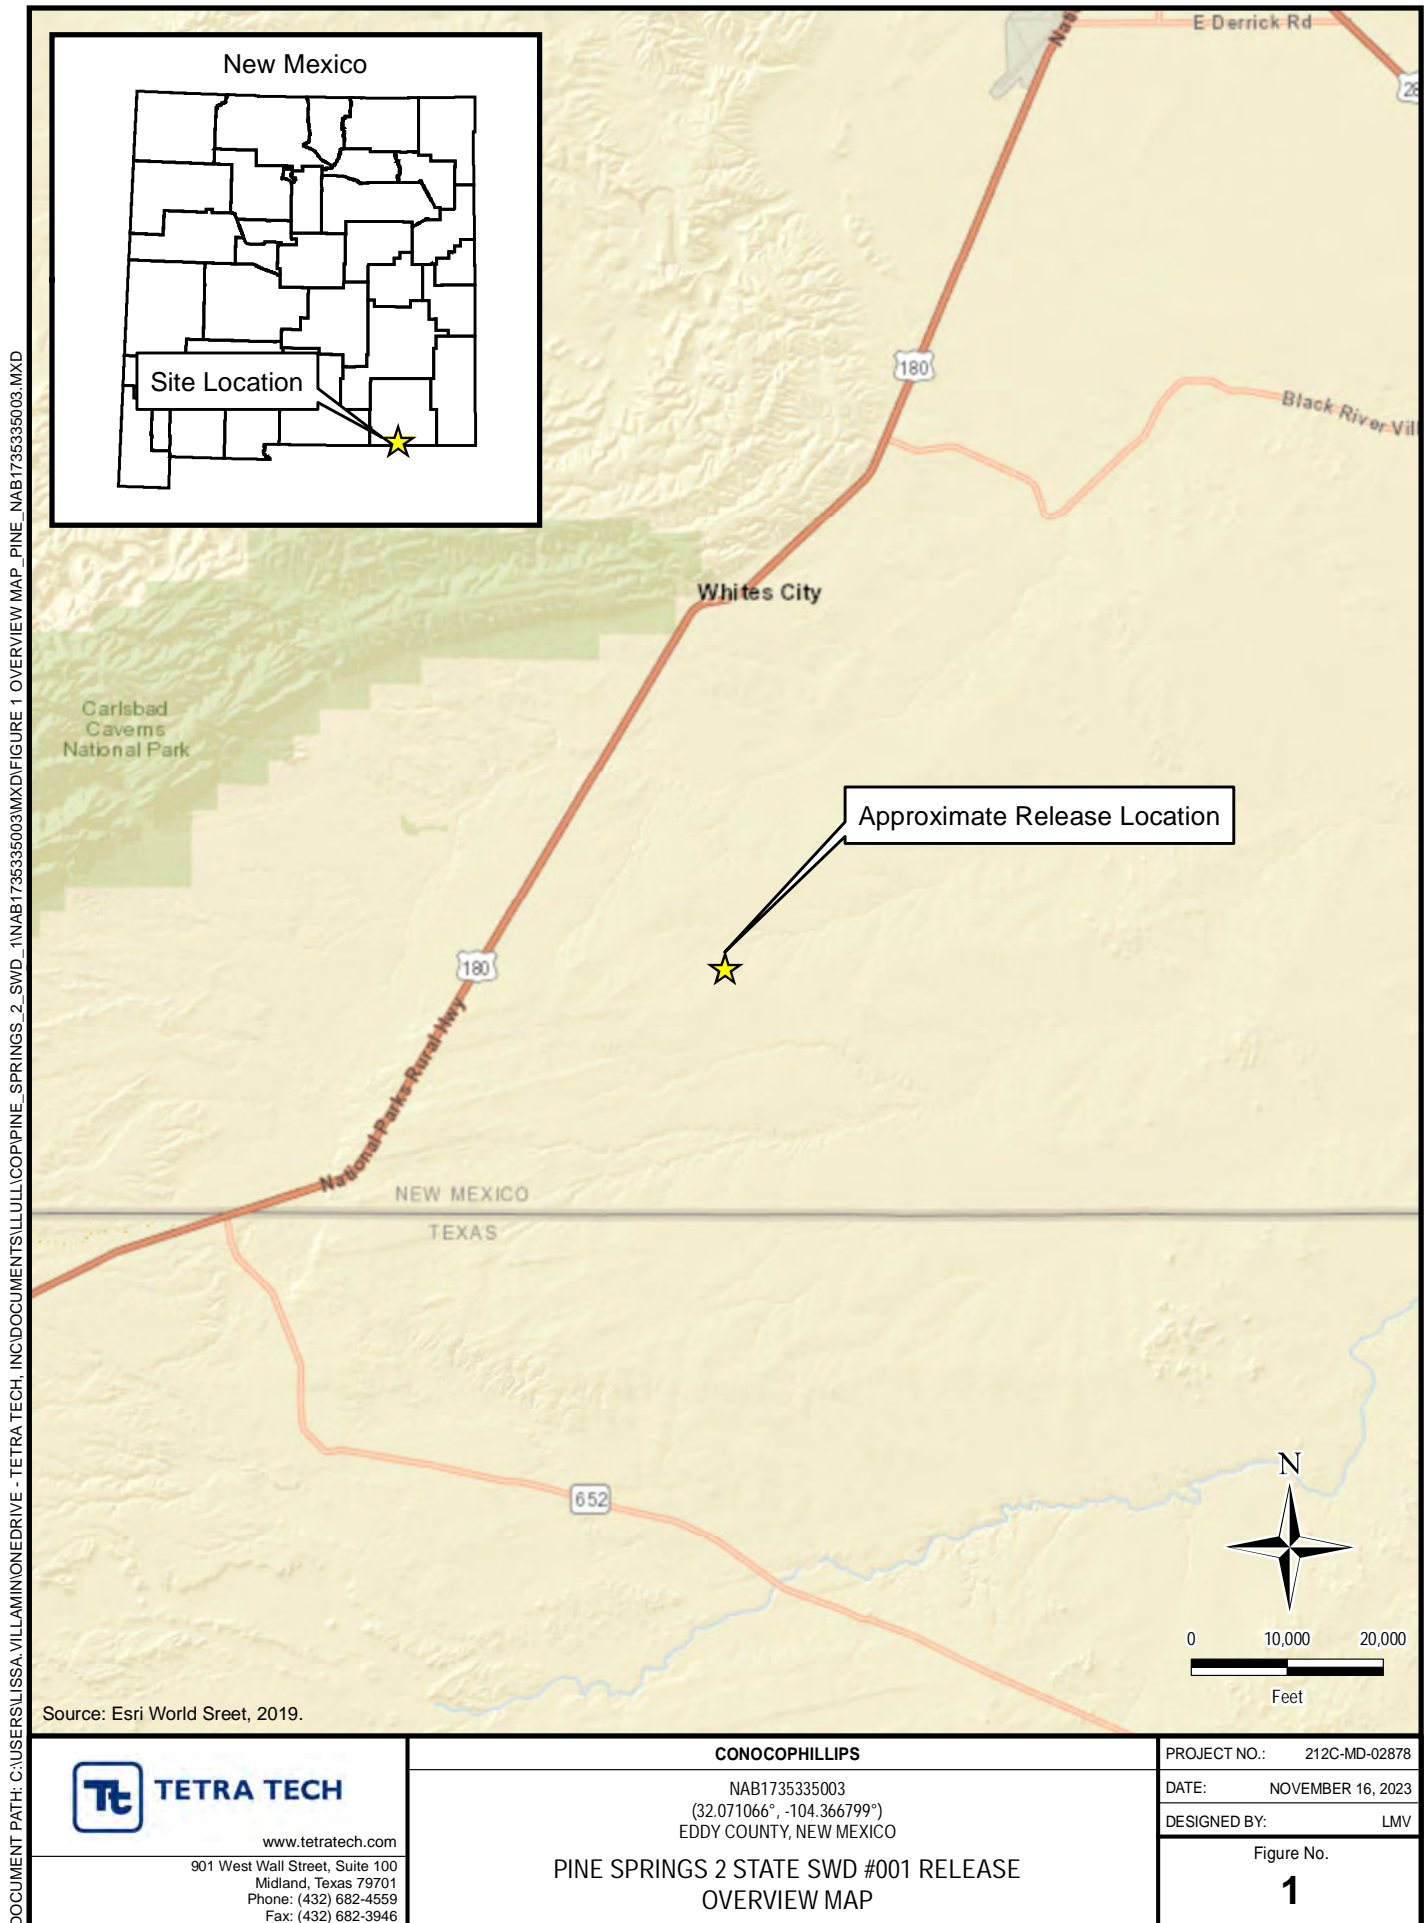 New Mexico
Site Location
E Derrick Rd
Nati
28
180
Black River Vill
Whites City
Carlsbad
Caverns
National Park
Approximate Release Location
180
National Parks Rural Hwy
NEW MEXICO
TEXAS
652
N
0 10,000 20,000
Feet
Source: Esri World Sreet, 2019.
DOCUMENT PATH: C:\USERS\LISSA.VILLAMIN\ONEDRIVE - TETRA TECH, INC\DOCUMENTS\LLULL\COP\PINE_SPRINGS_2_SWD_1\NAB1735335003\MXD\FIGURE 1 OVERVIEW MAP_PINE_NAB1735335003.MXD
Tt TETRA TECH
www.tetratech.com
901 West Wall Street, Suite 100
Midland, Texas 79701
Phone: (432) 682-4559
Fax: (432) 682-3946
CONOCOPHILLIPS
NAB1735335003
(32.071066°, -104.366799°)
EDDY COUNTY, NEW MEXICO
PINE SPRINGS 2 STATE SWD #001 RELEASE
OVERVIEW MAP
PROJECT NO.: 212C-MD-02878
DATE: NOVEMBER 16, 2023
DESIGNED BY: LMV
Figure No.
1